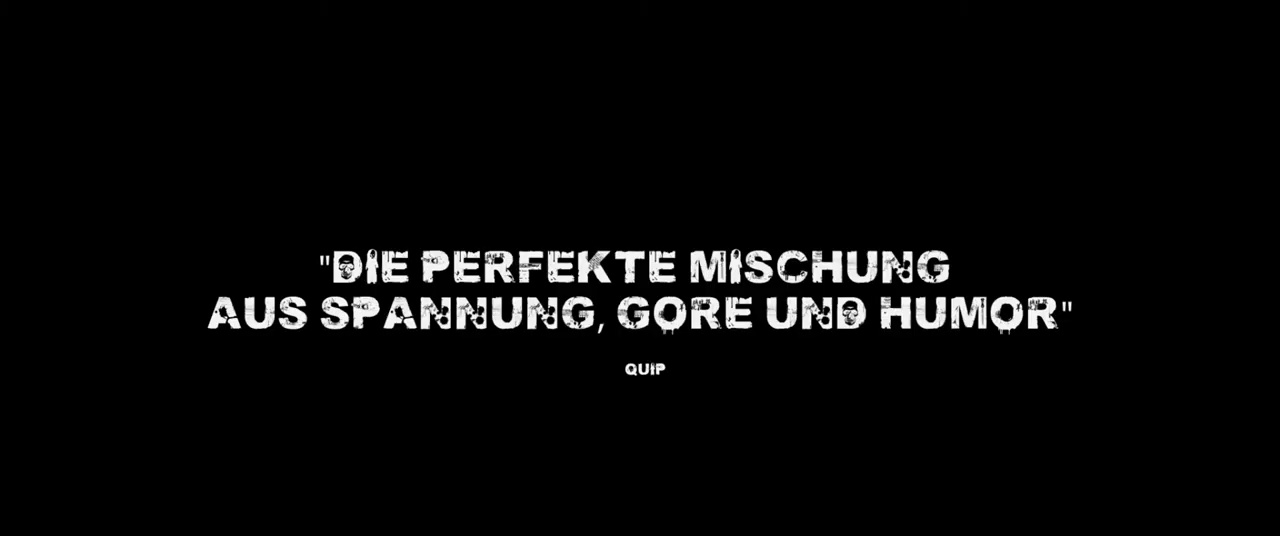 "DIE PERFEKTE MISCHUNG
AUS SPANNUNG, GORE UND HUMOR"
QUIP